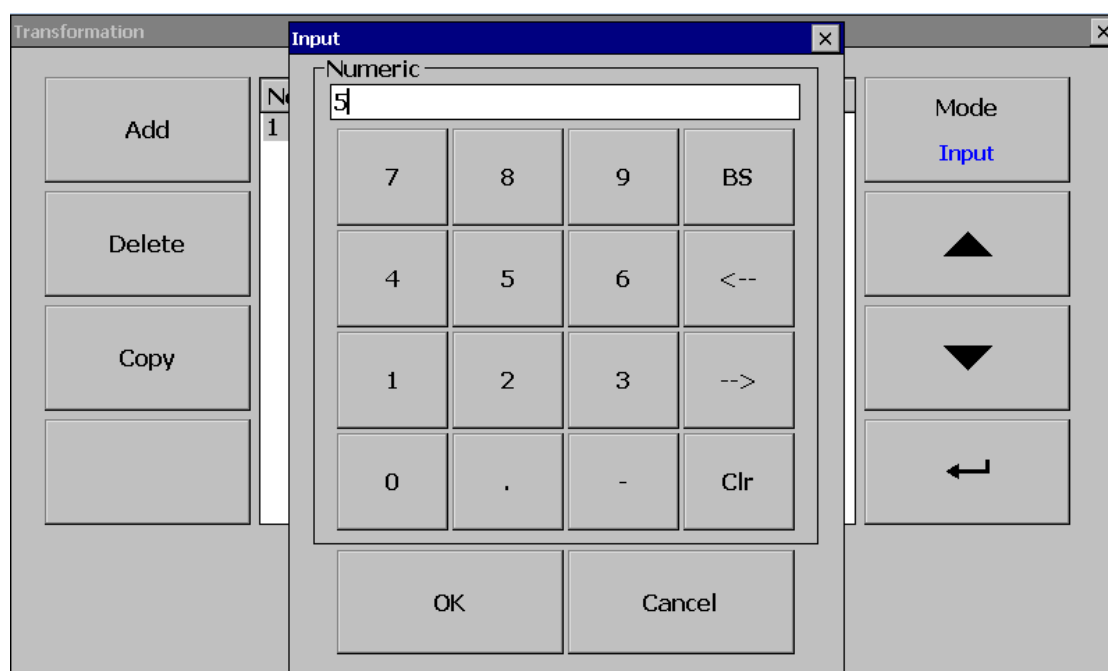 Transformation
Input
Numeric
5
Add
1
Delete
Copy
7 8 9 BS
4 5 6 <--
1 2 3 -->
0 . - Clr
OK Cancel
Mode
Input